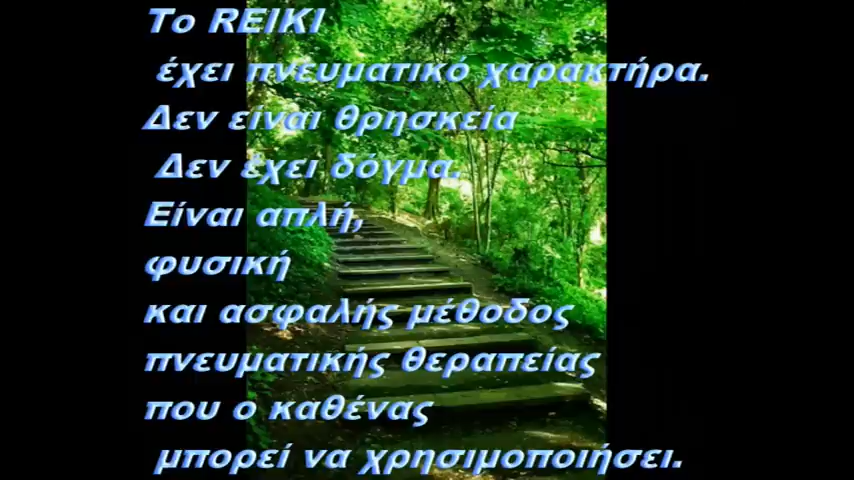 Το REIKI
έχει πνευματικό χαρακτήρα.
Δεν είναι θρησκεία
Δεν έχει δόγμα.
Είναι απλή,
φυσική
και ασφαλής μέθοδος
πνευματικής θεραπείας
που ο καθένας
μπορεί να χρησιμοποιήσει.